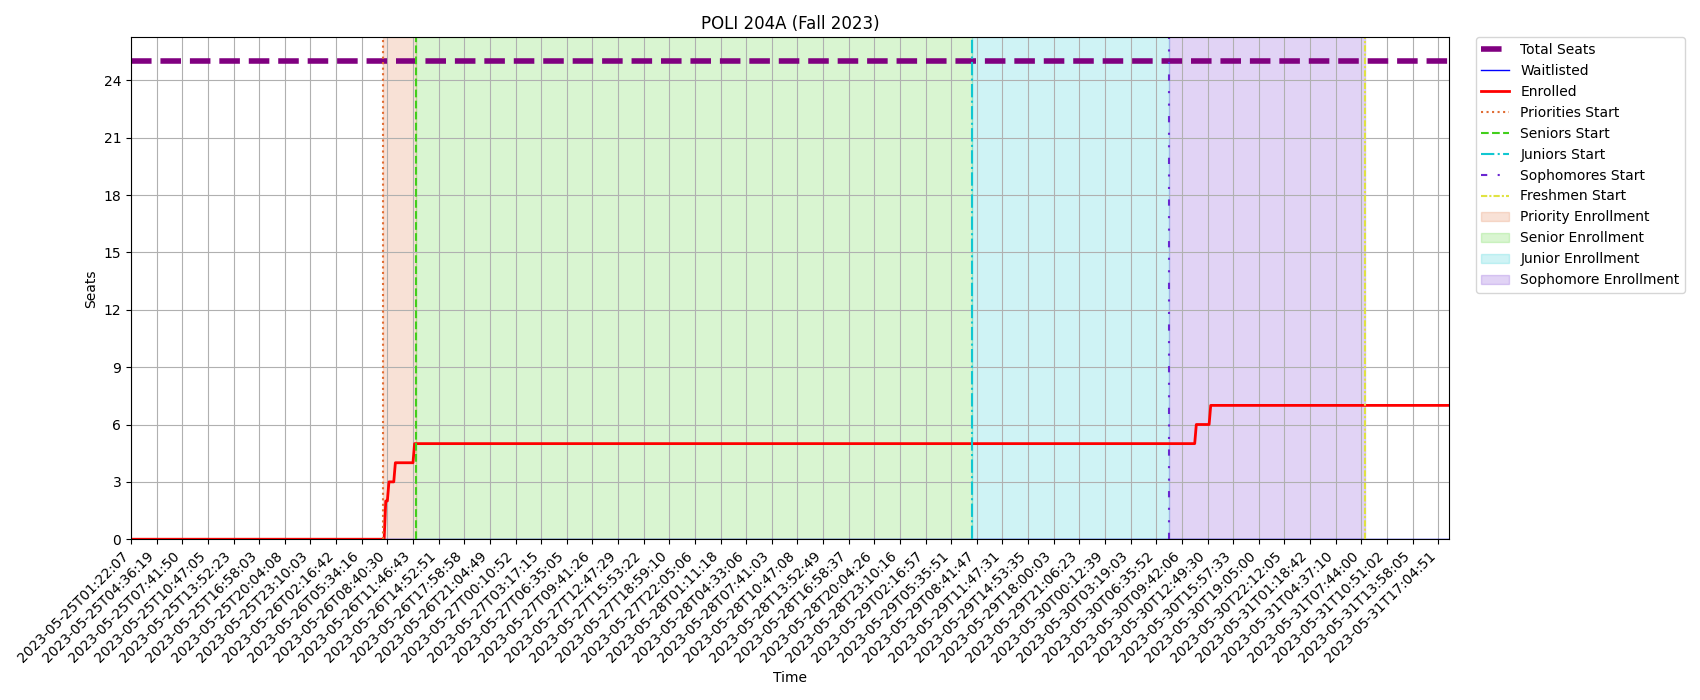 POLI 204A (Fall 2023)
Total Seats
Waitlisted
Enrolled
Priorities Start
Seniors Start
Juniors Start
Sophomores Start
Freshmen Start
Priority Enrollment
Senior Enrollment
Junior Enrollment
Sophomore Enrollment
Seats
24
21
18
15
12
9
6
3
0
2023-05-25T01:22:07
2023-05-25T04:36:19
2023-05-25T07:41:50
2023-05-25T10:47:05
2023-05-25T13:52:23
2023-05-25T16:58:03
2023-05-25T20:04:08
2023-05-25T23:10:03
2023-05-26T02:16:42
2023-05-26T05:34:16
2023-05-26T08:40:30
2023-05-26T11:46:43
2023-05-26T14:52:51
2023-05-26T17:58:58
2023-05-26T21:04:49
2023-05-27T00:10:52
2023-05-27T03:17:15
2023-05-27T06:35:05
2023-05-27T09:41:26
2023-05-27T12:47:29
2023-05-27T15:53:22
2023-05-27T18:59:10
2023-05-27T22:05:06
2023-05-28T01:11:18
2023-05-28T04:33:06
2023-05-28T07:41:03
2023-05-28T10:47:08
2023-05-28T13:52:49
2023-05-28T16:58:37
2023-05-28T20:04:26
2023-05-28T23:10:16
2023-05-29T02:16:57
2023-05-29T05:35:51
2023-05-29T08:41:47
2023-05-29T11:47:31
2023-05-29T14:53:35
2023-05-29T18:00:03
2023-05-29T21:06:23
2023-05-30T00:12:39
2023-05-30T03:19:03
2023-05-30T06:35:52
2023-05-30T09:42:06
2023-05-30T12:49:30
2023-05-30T15:57:33
2023-05-30T19:05:00
2023-05-30T22:12:05
2023-05-31T01:18:42
2023-05-31T04:37:10
2023-05-31T07:44:00
2023-05-31T10:51:02
2023-05-31T13:58:05
2023-05-31T17:04:51
Time